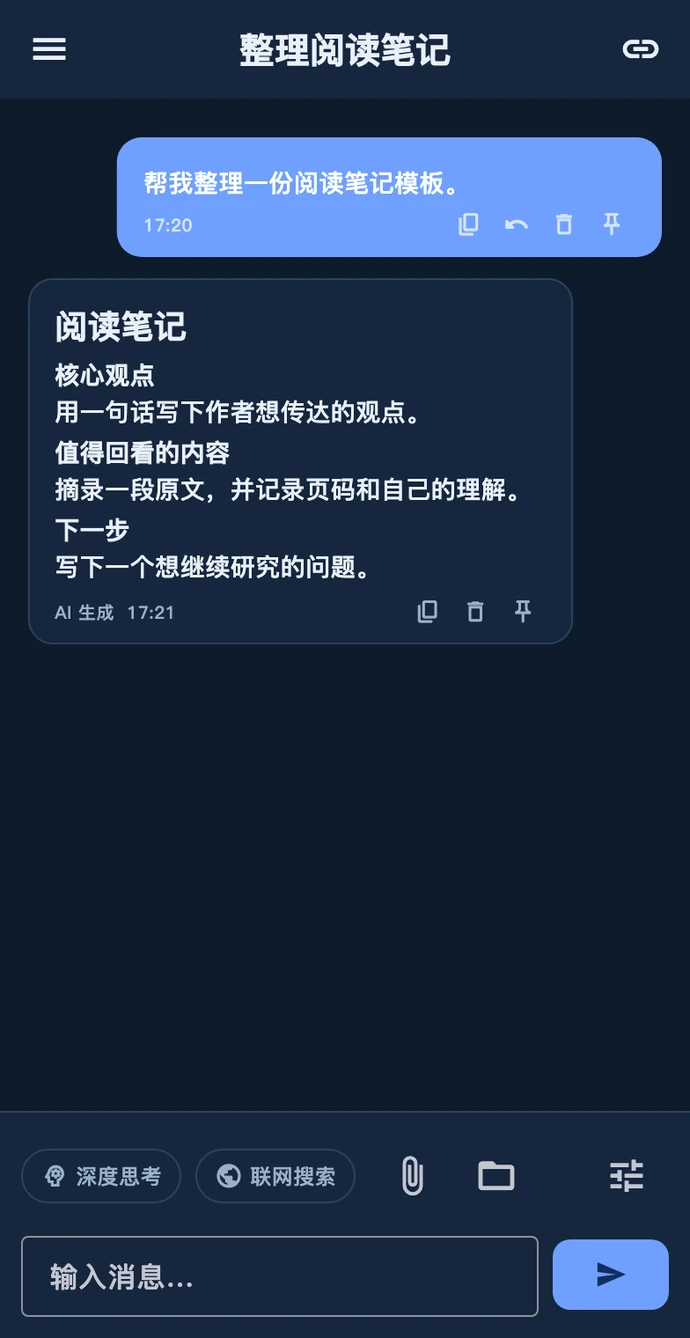 整理阅读笔记
帮我整理一份阅读笔记模板。
17:20
阅读笔记
核心观点
用一句话写下作者想传达的观点。
值得回看的内容
摘录一段原文，并记录页码和自己的理解。
下一步
写下一个想继续研究的问题。
AI 生成 17:21
深度思考 联网搜索
输入消息...